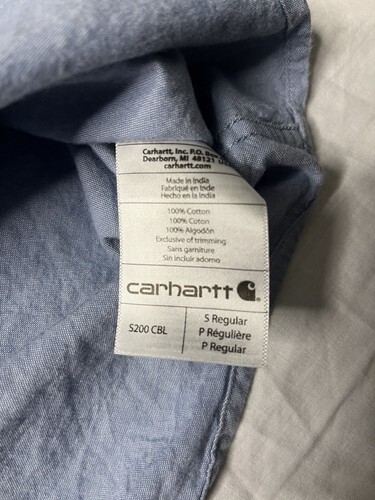 Carhartt, Inc. P.O.
Dearborn, MI 48121
carhartt.com
Made in India
Fabriqué en Inde
Hecho en la India
100% Cotton
100% Coton
100% Algodón
Exclusive of trimming
Sans garniture
Sin incluir adorno
carhartt
S200 CBL
S Regular
P Régulière
P Regular